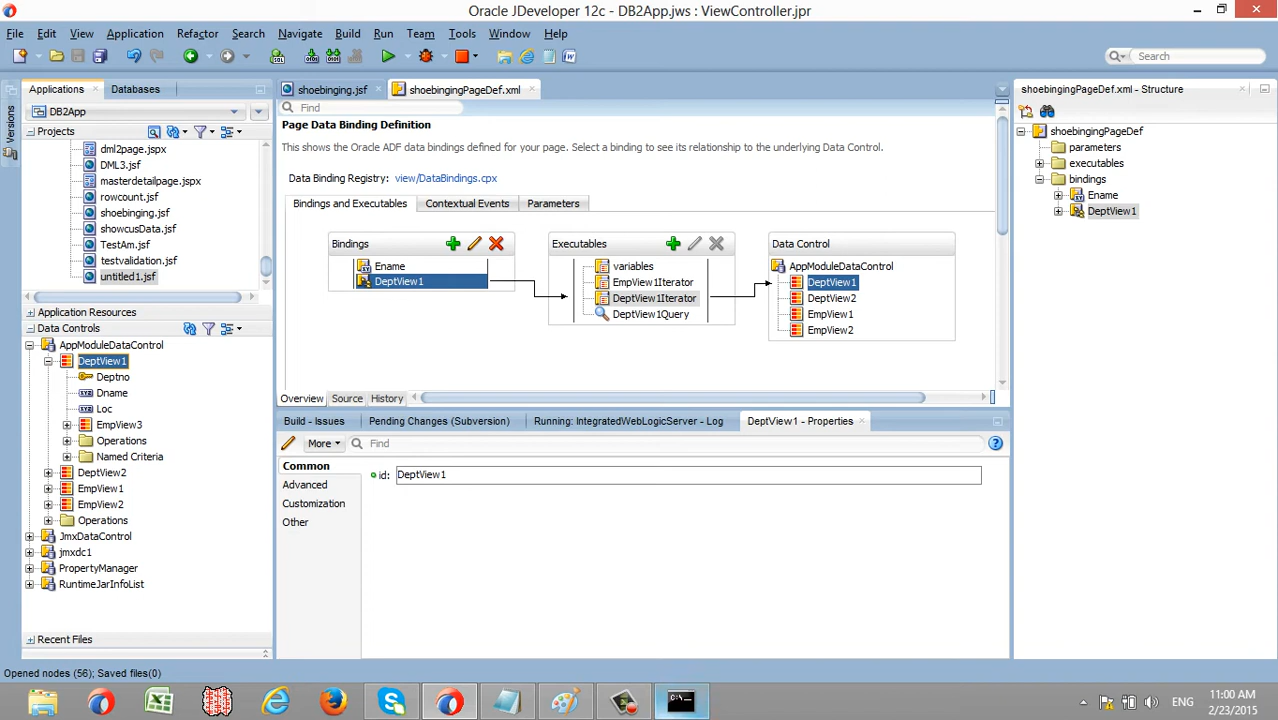 Oracle JDeveloper 12c - DB2App.jws : ViewController.jpr
File Edit View Application Refactor Search Navigate Build Run Team Tools Window Help
Search
Applications Databases
shoebinging.jsf shoebingingPageDef.xml
shoebingingPageDef.xml - Structure
Versions
DB2App
Projects
dml2page.jspx
DML3.jsf
masterdetailpage.jspx
rowcount.jsf
shoebinging.jsf
showcusData.jsf
TestAm.jsf
testvalidation.jsf
untitled1.jsf
Application Resources
Data Controls
AppModuleDataControl
DeptView1
Deptno
Dname
Loc
EmpView3
Operations
Named Criteria
DeptView2
EmpView1
EmpView2
Operations
JmxDataControl
jmxdc1
PropertyManager
RuntimeJarInfoList
Recent Files
Find
Page Data Binding Definition
This shows the Oracle ADF data bindings defined for your page. Select a binding to see its relationship to the underlying Data Control.
Data Binding Registry: view/DataBindings.cpx
Bindings and Executables Contextual Events Parameters
Bindings
Ename
DeptView1
Executables
variables
EmpView1Iterator
DeptView1Iterator
DeptView1Query
Data Control
AppModuleDataControl
DeptView1
DeptView2
EmpView1
EmpView2
Overview Source History
Build - Issues Pending Changes (Subversion) Running: IntegratedWebLogicServer - Log DeptView1 - Properties
More Find
Common
Advanced
Customization
Other
id: DeptView1
shoebingingPageDef
parameters
executables
bindings
Ename
DeptView1
Opened nodes (56); Saved files(0)
ENG
11:00 AM
2/23/2015